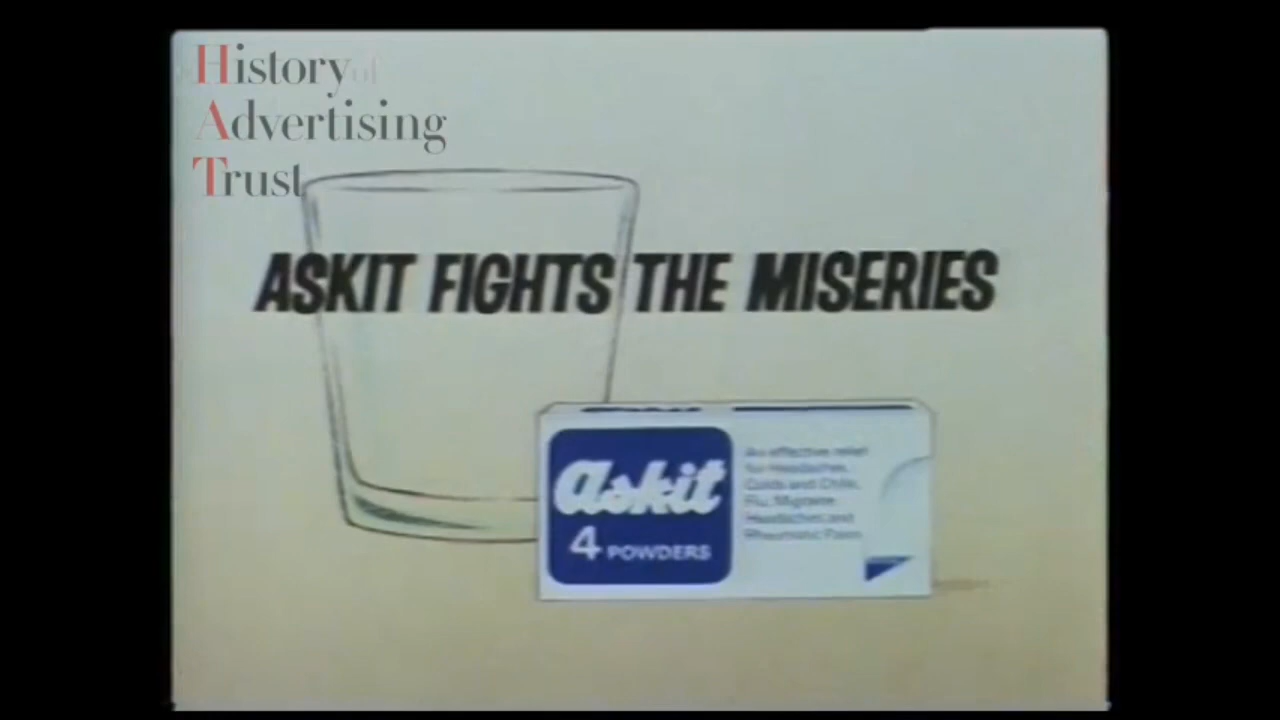 History of
Advertising
Trust
ASKIT FIGHTS THE MISERIES
Askit
4 POWDERS
An effective relief
for Headaches,
Colds and Chills,
Flu, Migraine
Headaches and
Rheumatic Pains